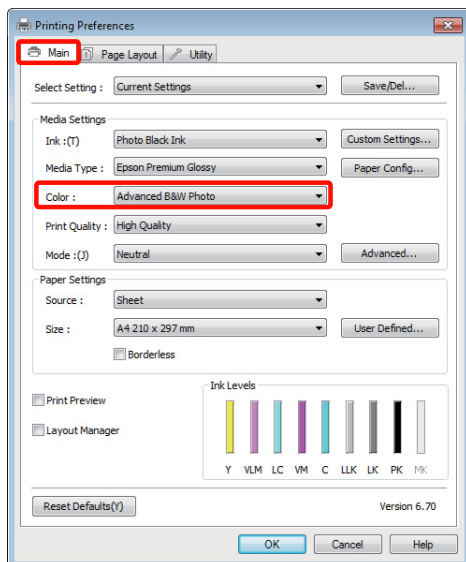 Printing Preferences
Main Page Layout Utility
Select Setting : Current Settings Save/Del...
Media Settings
Ink :(T) Photo Black Ink Custom Settings...
Media Type : Epson Premium Glossy Paper Config...
Color : Advanced B&W Photo
Print Quality : High Quality
Mode :(J) Neutral Advanced...
Paper Settings
Source : Sheet
Size : A4 210 x 297 mm User Defined...
Borderless
Ink Levels
Print Preview
Layout Manager
Y VLM LC VM C LLK LK PK MK
Reset Defaults(Y) Version 6.70
OK Cancel Help